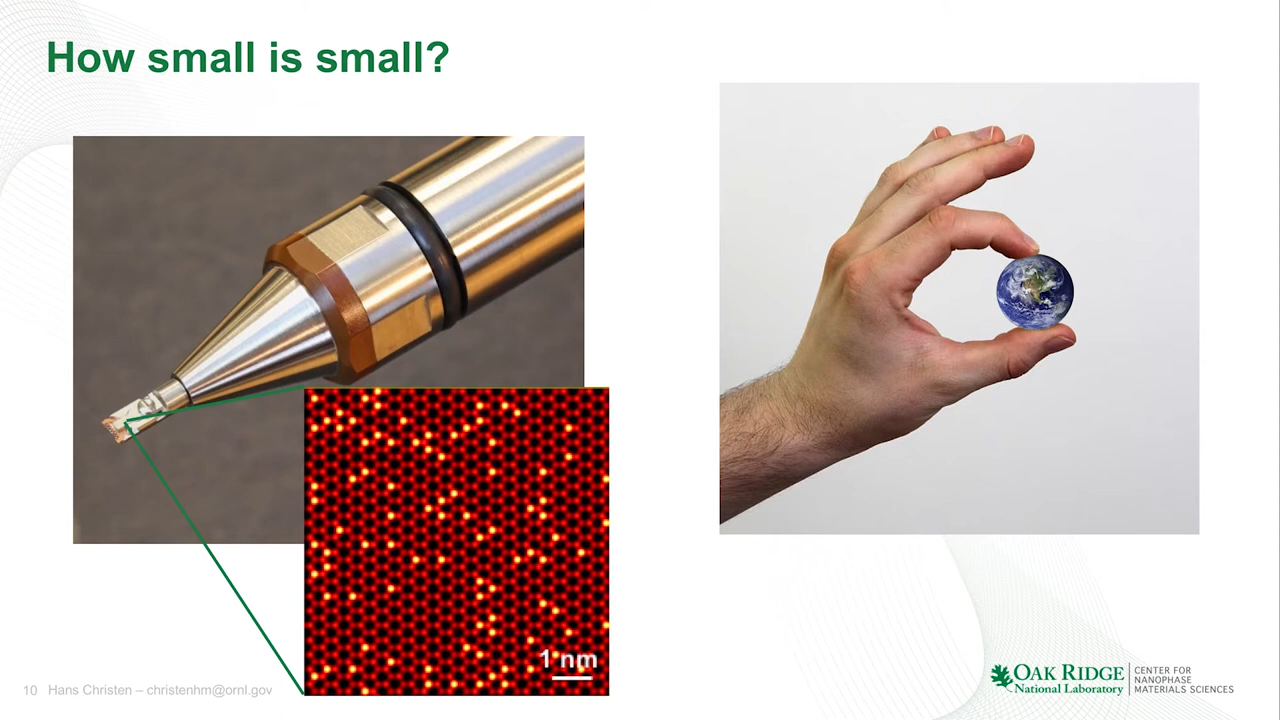 How small is small?
1 nm
10 Hans Christen – christenhm@ornl.gov
OAK RIDGE
National Laboratory
CENTER FOR
NANOPHASE
MATERIALS SCIENCES